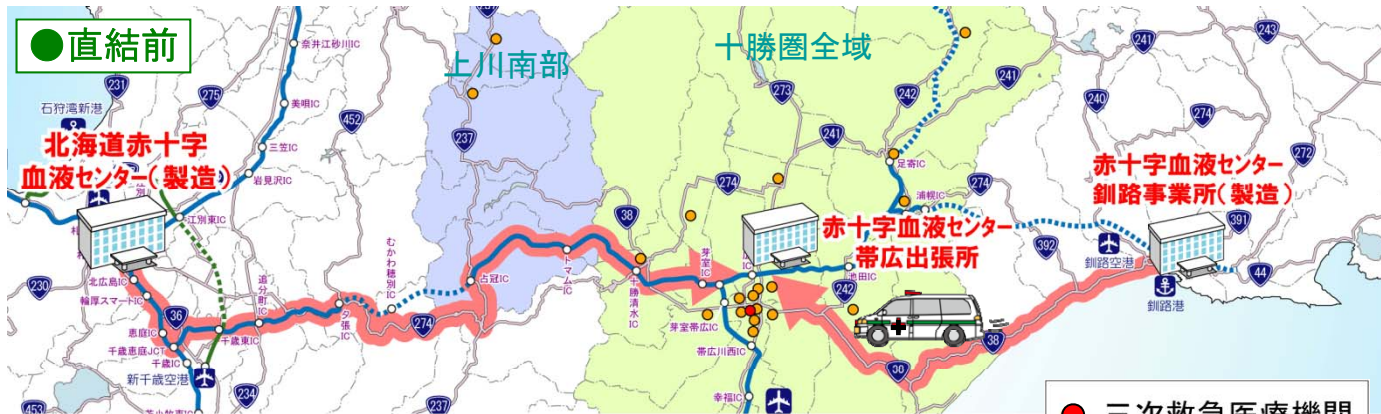 ●直結前
上川南部
十勝圏全域
北海道赤十字
血液センター(製造)
赤十字血液センター
帯広出張所
赤十字血液センター
釧路事業所(製造)
奈井江砂川IC
美唄IC
三笠IC
岩見沢IC
江別東IC
石狩湾新港
北広島IC
輪厚スマートIC
恵庭IC
千歳恵庭JCT
千歳IC
新千歳空港
千歳東IC
追分町IC
夕張IC
むかわ穂別IC
占冠IC
トマムIC
十勝清水IC
芽室IC
芽室帯広IC
帯広川西IC
幸福IC
池田IC
足寄IC
浦幌IC
釧路空港
釧路港
231
275
452
237
38
274
273
241
242
241
242
241
243
240
274
272
274
391
392
44
230
36
274
242
38
234
237
453
三次救急医療機関